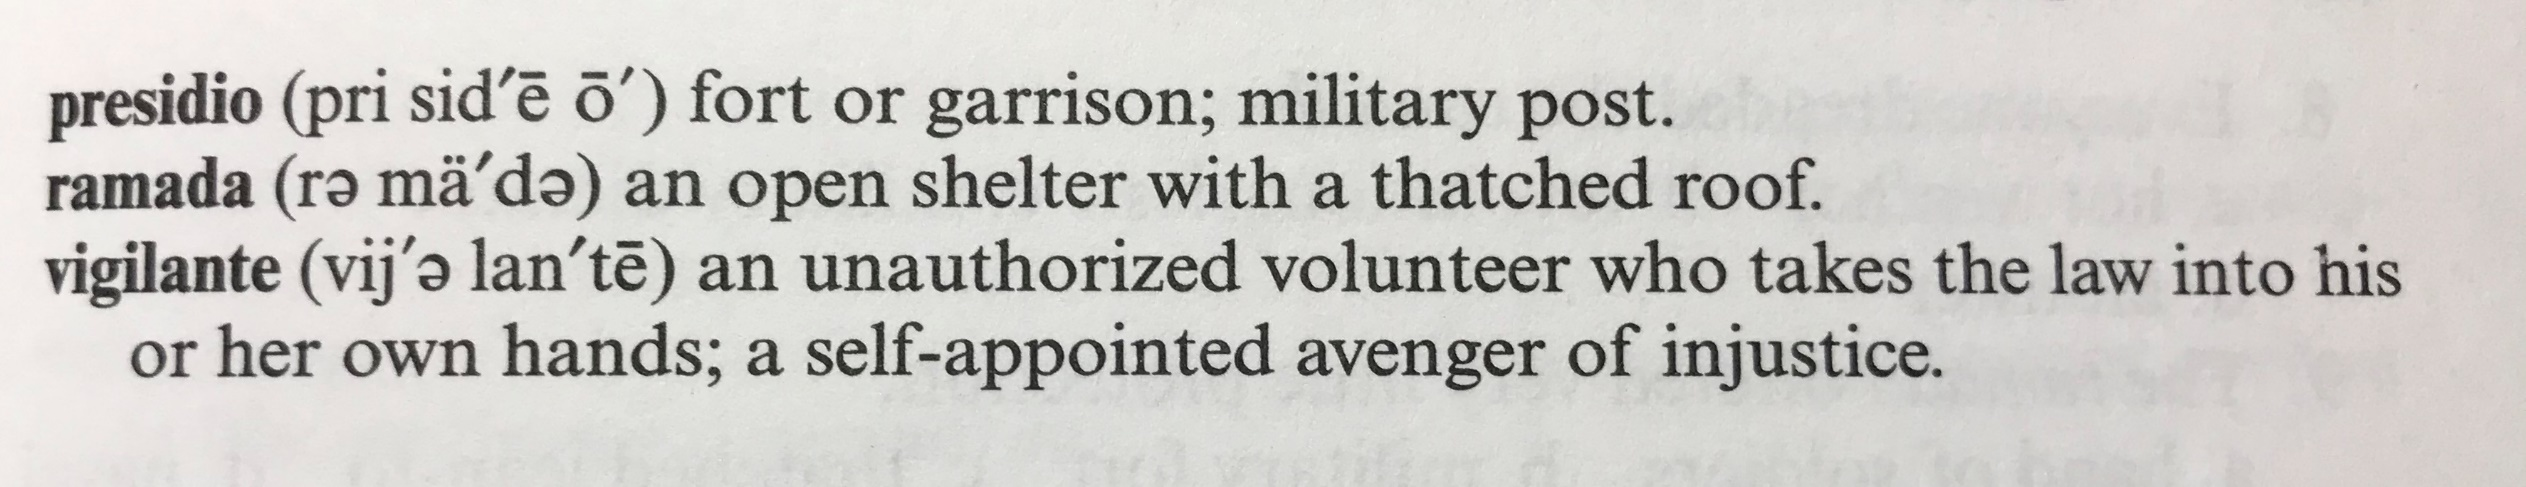 presidio (pri sid′ē ō′) fort or garrison; military post.
ramada (rə mä′də) an open shelter with a thatched roof.
vigilante (vij′ə lan′tē) an unauthorized volunteer who takes the law into his
or her own hands; a self-appointed avenger of injustice.